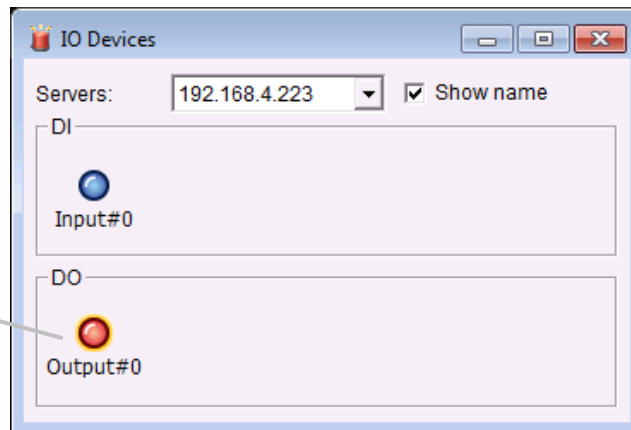 IO Devices
Servers: 192.168.4.223 Show name
DI
Input#0
DO
Output#0